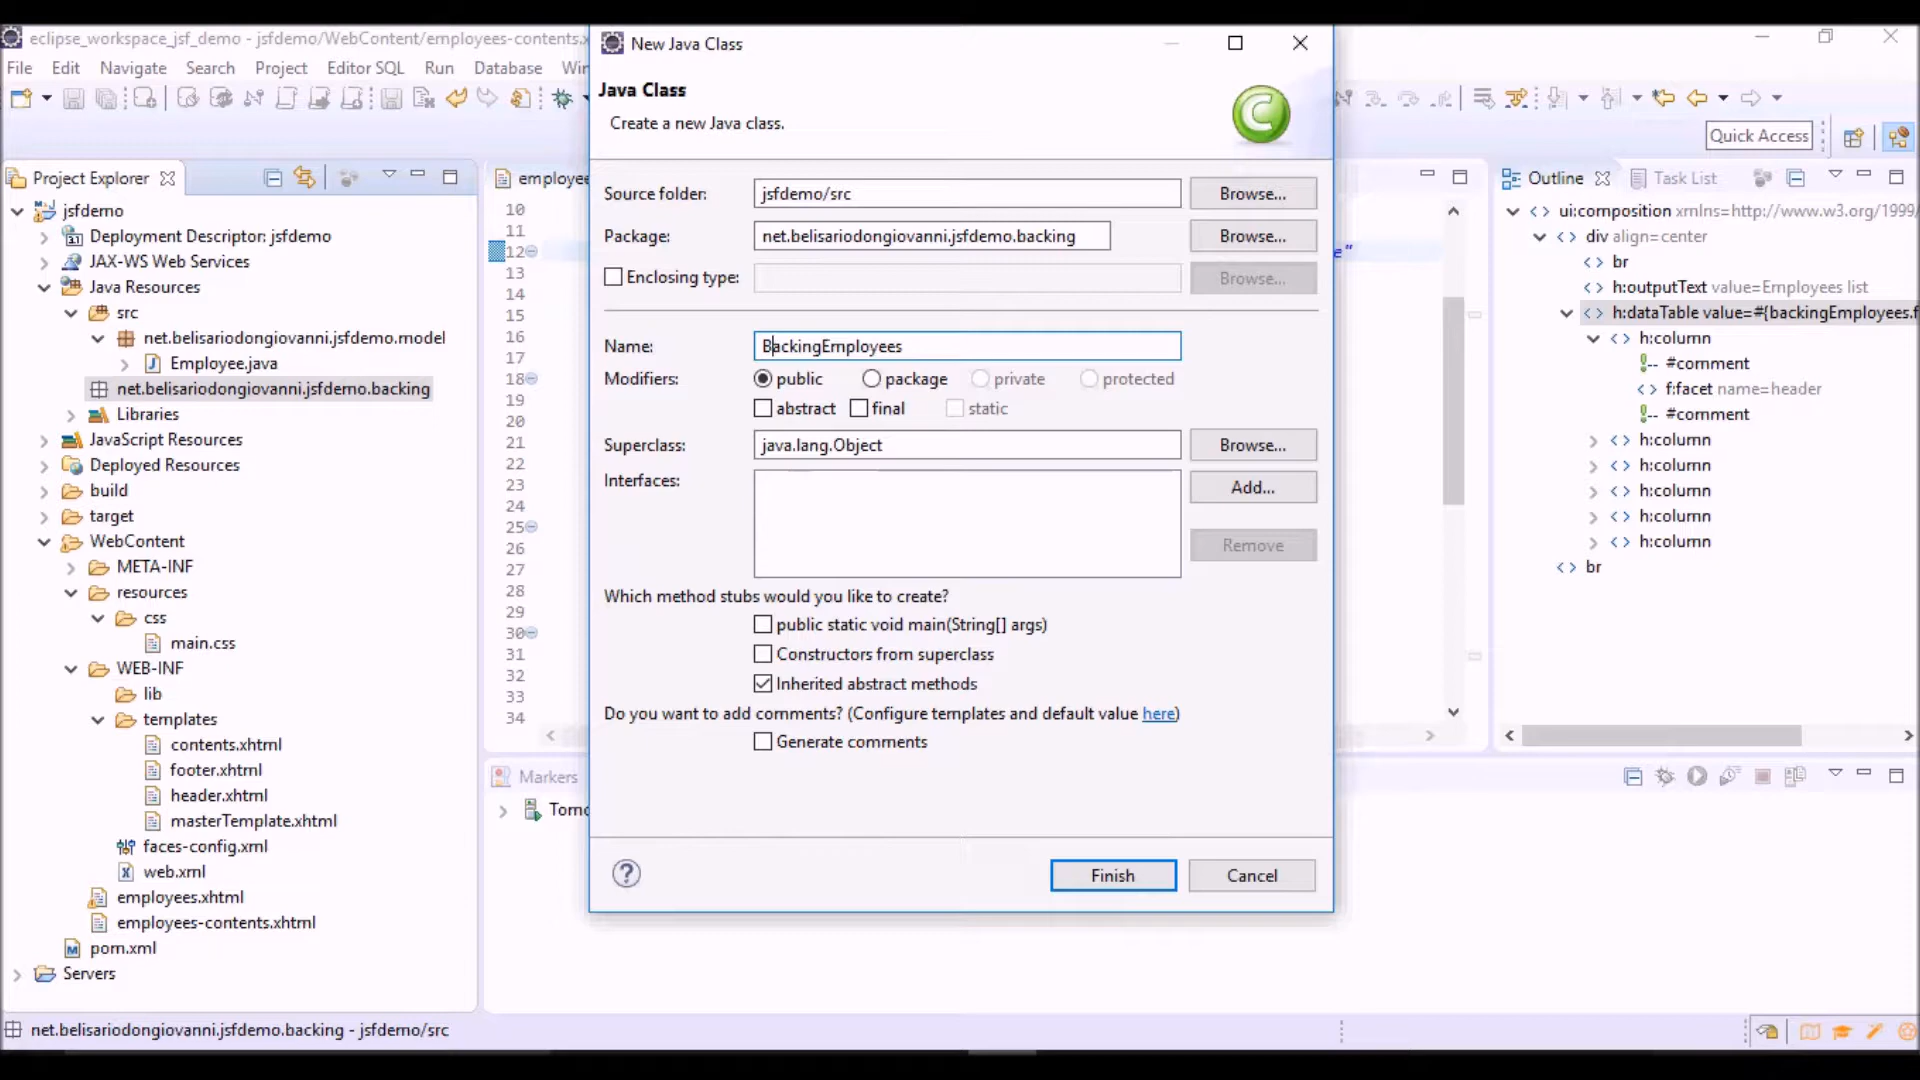 eclipse_workspace_jsf_demo - jsfdemo/WebContent/employees-contents.x
File Edit Navigate Search Project Editor SQL Run Database Win
Quick Access
Project Explorer
jsfdemo
Deployment Descriptor: jsfdemo
JAX-WS Web Services
Java Resources
src
net.belisariodongiovanni.jsfdemo.model
Employee.java
net.belisariodongiovanni.jsfdemo.backing
Libraries
JavaScript Resources
Deployed Resources
build
target
WebContent
META-INF
resources
css
main.css
WEB-INF
lib
templates
contents.xhtml
footer.xhtml
header.xhtml
masterTemplate.xhtml
faces-config.xml
web.xml
employees.xhtml
employees-contents.xhtml
pom.xml
Servers
employee
10
11
12
13
14
15
16
17
18
19
20
21
22
23
24
25
26
27
28
29
30
31
32
33
34
e"
Markers
New Java Class
Java Class
Create a new Java class.
C
Source folder: jsfdemo/src Browse...
Package: net.belisariodongiovanni.jsfdemo.backing Browse...
Enclosing type: Browse...
Name: BackingEmployees
Modifiers: public package private protected
abstract final static
Superclass: java.lang.Object Browse...
Interfaces: Add...
Remove
Which method stubs would you like to create?
public static void main(String[] args)
Constructors from superclass
Inherited abstract methods
Do you want to add comments? (Configure templates and default value here)
Generate comments
? Finish Cancel
Outline Task List
ui:composition xmlns=http://www.w3.org/1999/
div align=center
br
h:outputText value=Employees list
h:dataTable value=#{backingEmployees.f
h:column
#comment
f:facet name=header
#comment
h:column
h:column
h:column
h:column
h:column
br
net.belisariodongiovanni.jsfdemo.backing - jsfdemo/src